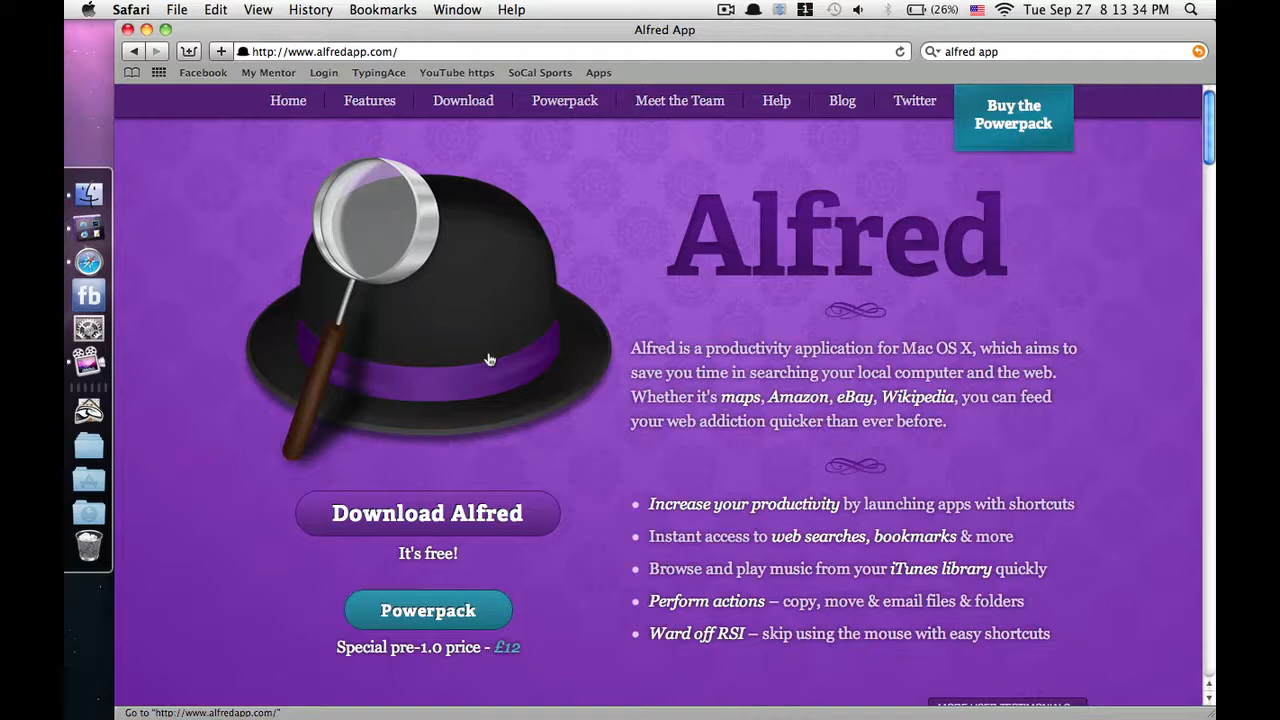 Safari File Edit View History Bookmarks Window Help (26%) Tue Sep 27 8 13 34 PM
Alfred App
http://www.alfredapp.com/ alfred app
Facebook My Mentor Login TypingAce YouTube https SoCal Sports Apps
Home Features Download Powerpack Meet the Team Help Blog Twitter
Buy the
Powerpack
Alfred
Alfred is a productivity application for Mac OS X, which aims to
save you time in searching your local computer and the web.
Whether it's maps, Amazon, eBay, Wikipedia, you can feed
your web addiction quicker than ever before.
Download Alfred
It's free!
Powerpack
Special pre-1.0 price - £12
• Increase your productivity by launching apps with shortcuts
• Instant access to web searches, bookmarks & more
• Browse and play music from your iTunes library quickly
• Perform actions – copy, move & email files & folders
• Ward off RSI – skip using the mouse with easy shortcuts
MORE USER TESTIMONIALS
fb
Go to "http://www.alfredapp.com/"